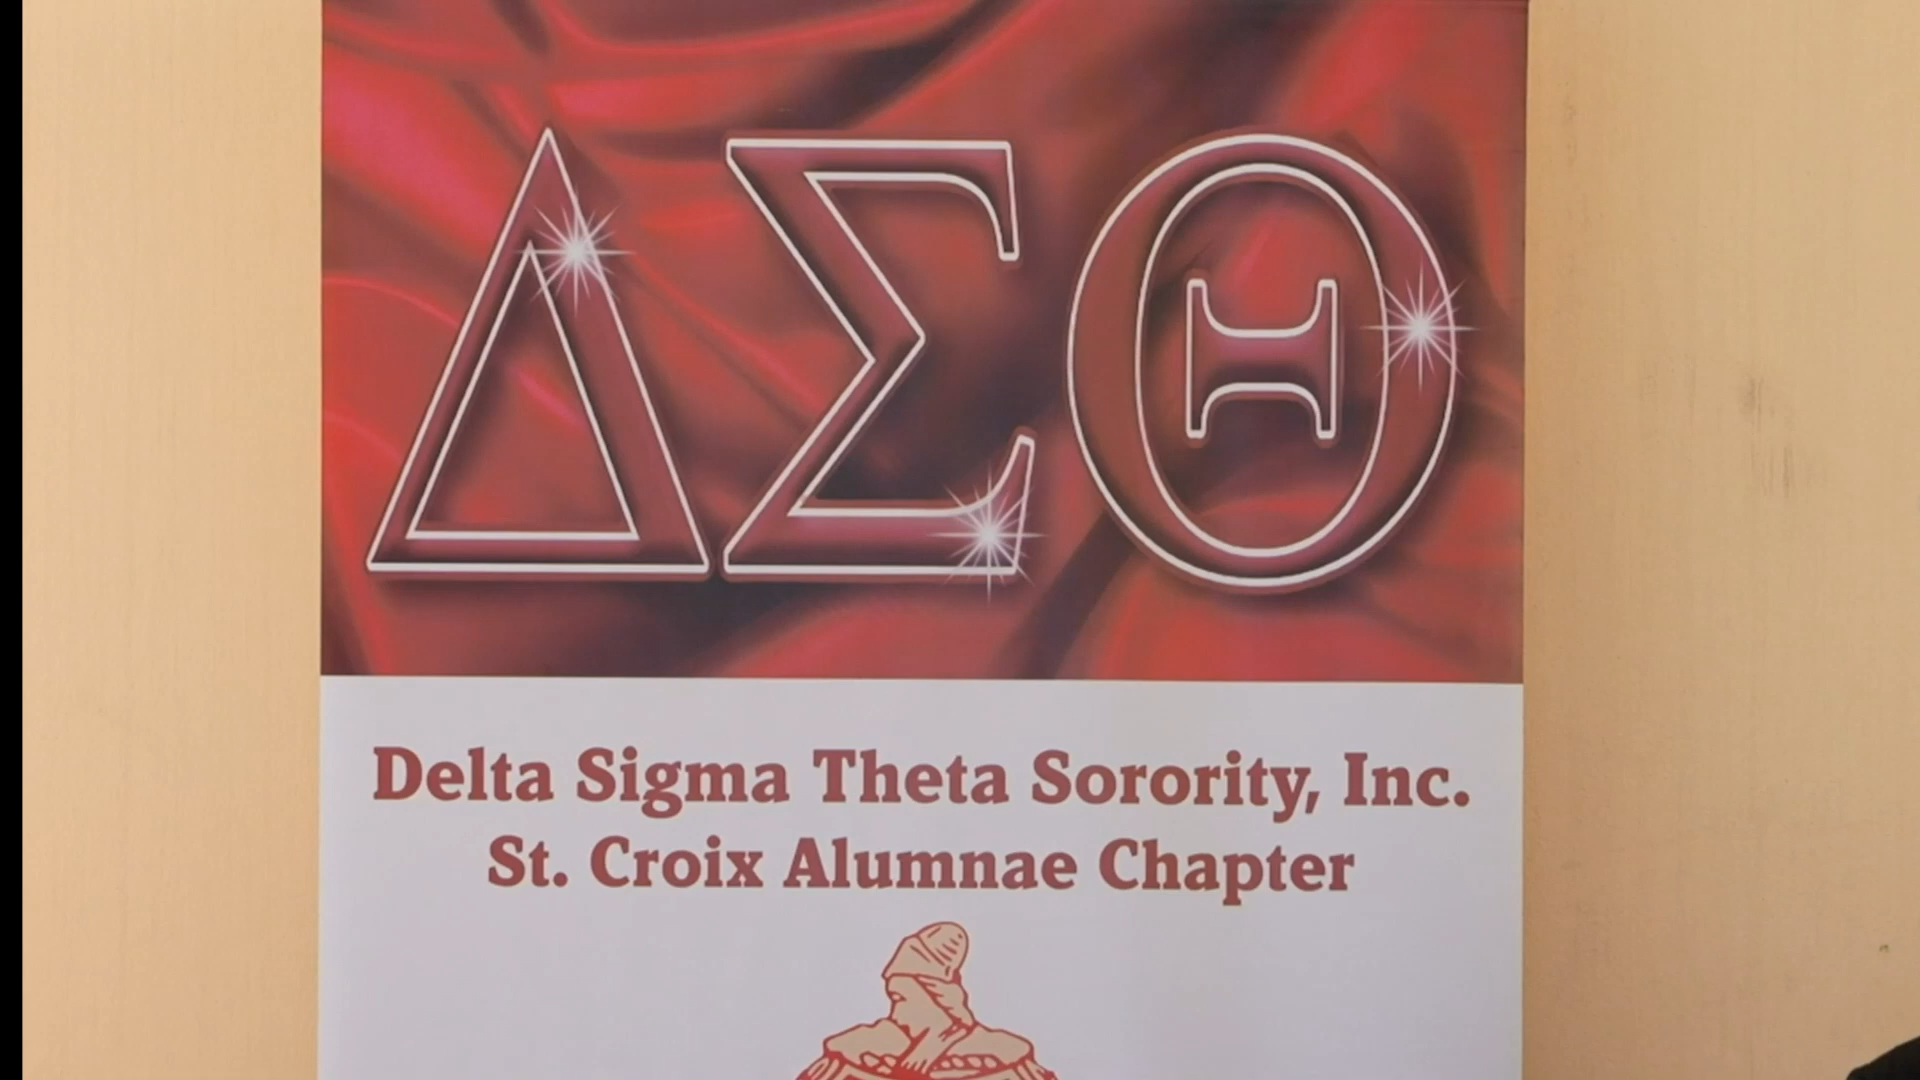 ΔΣΘ
Delta Sigma Theta Sorority, Inc.
St. Croix Alumnae Chapter